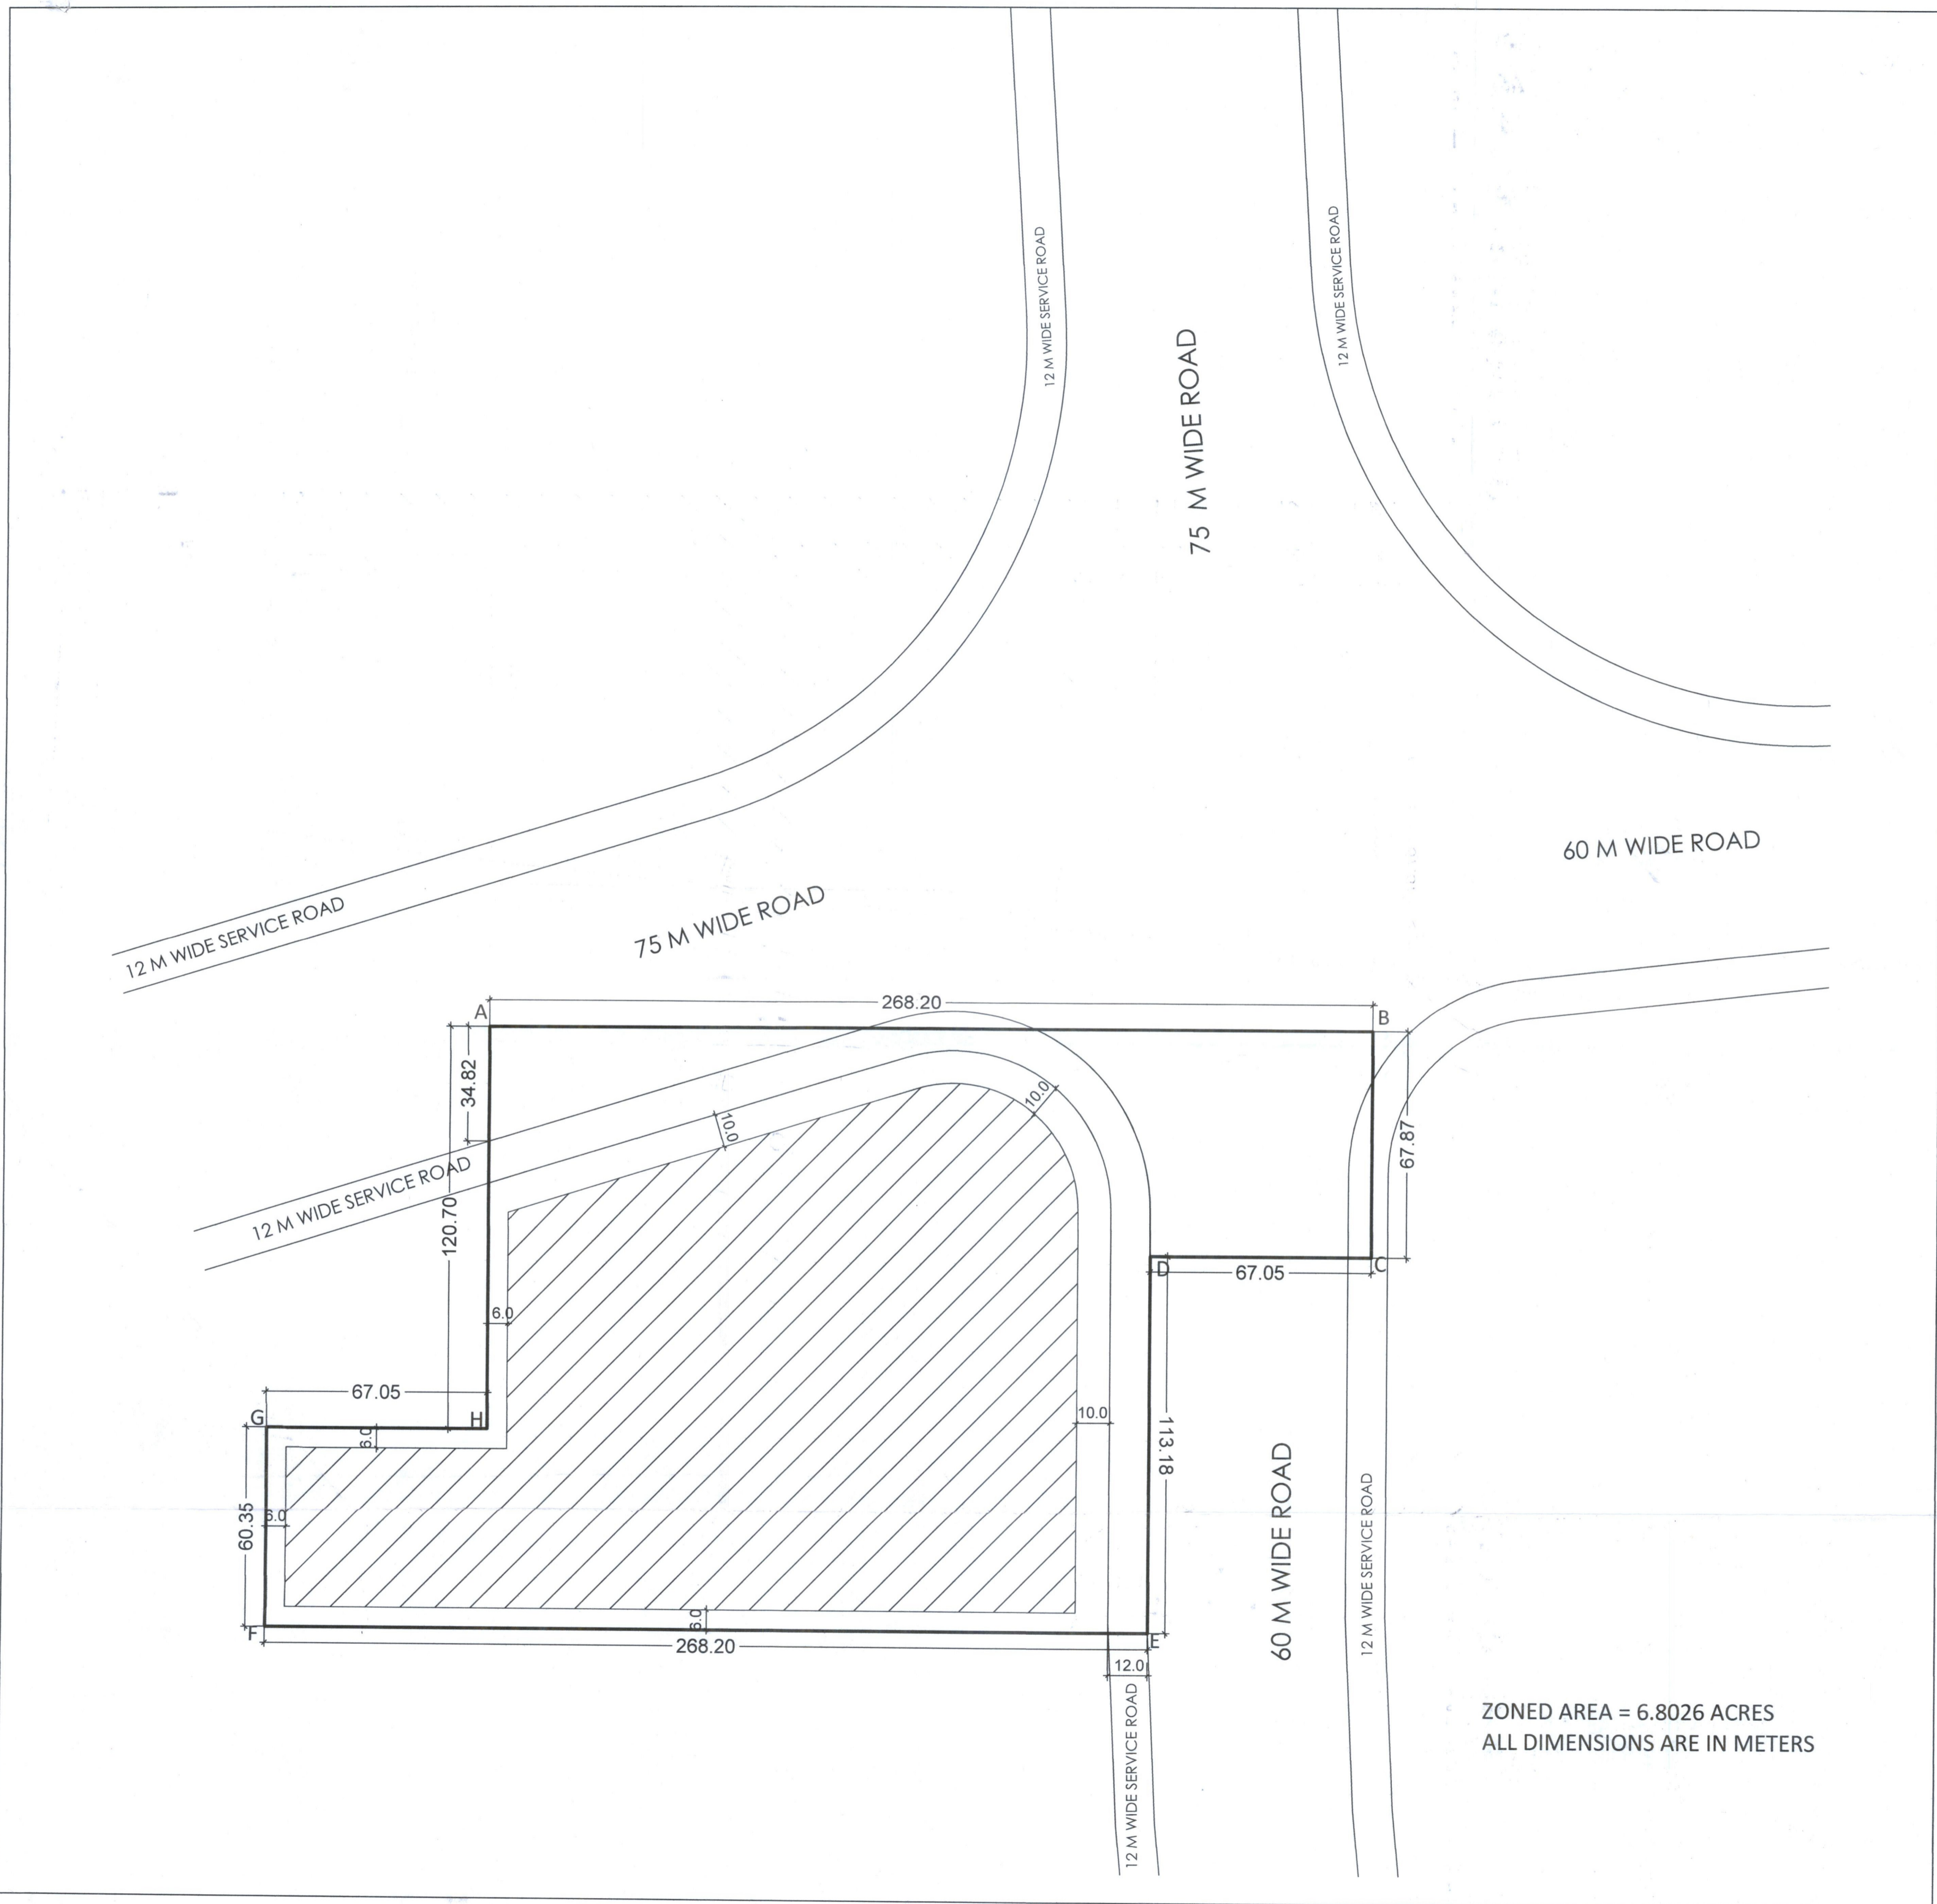 12 M WIDE SERVICE ROAD
12 M WIDE SERVICE ROAD
75 M WIDE ROAD
60 M WIDE ROAD
75 M WIDE ROAD
12 M WIDE SERVICE ROAD
A
268.20
B
34.82
10.0
10.0
67.87
12 M WIDE SERVICE ROAD
120.70
D
67.05
C
6.0
67.05
G
H
6.0
10.0
113.18
60.35
6.0
60 M WIDE ROAD
12 M WIDE SERVICE ROAD
6.0
F
268.20
E
12.0
12 M WIDE SERVICE ROAD
ZONED AREA = 6.8026 ACRES
ALL DIMENSIONS ARE IN METERS